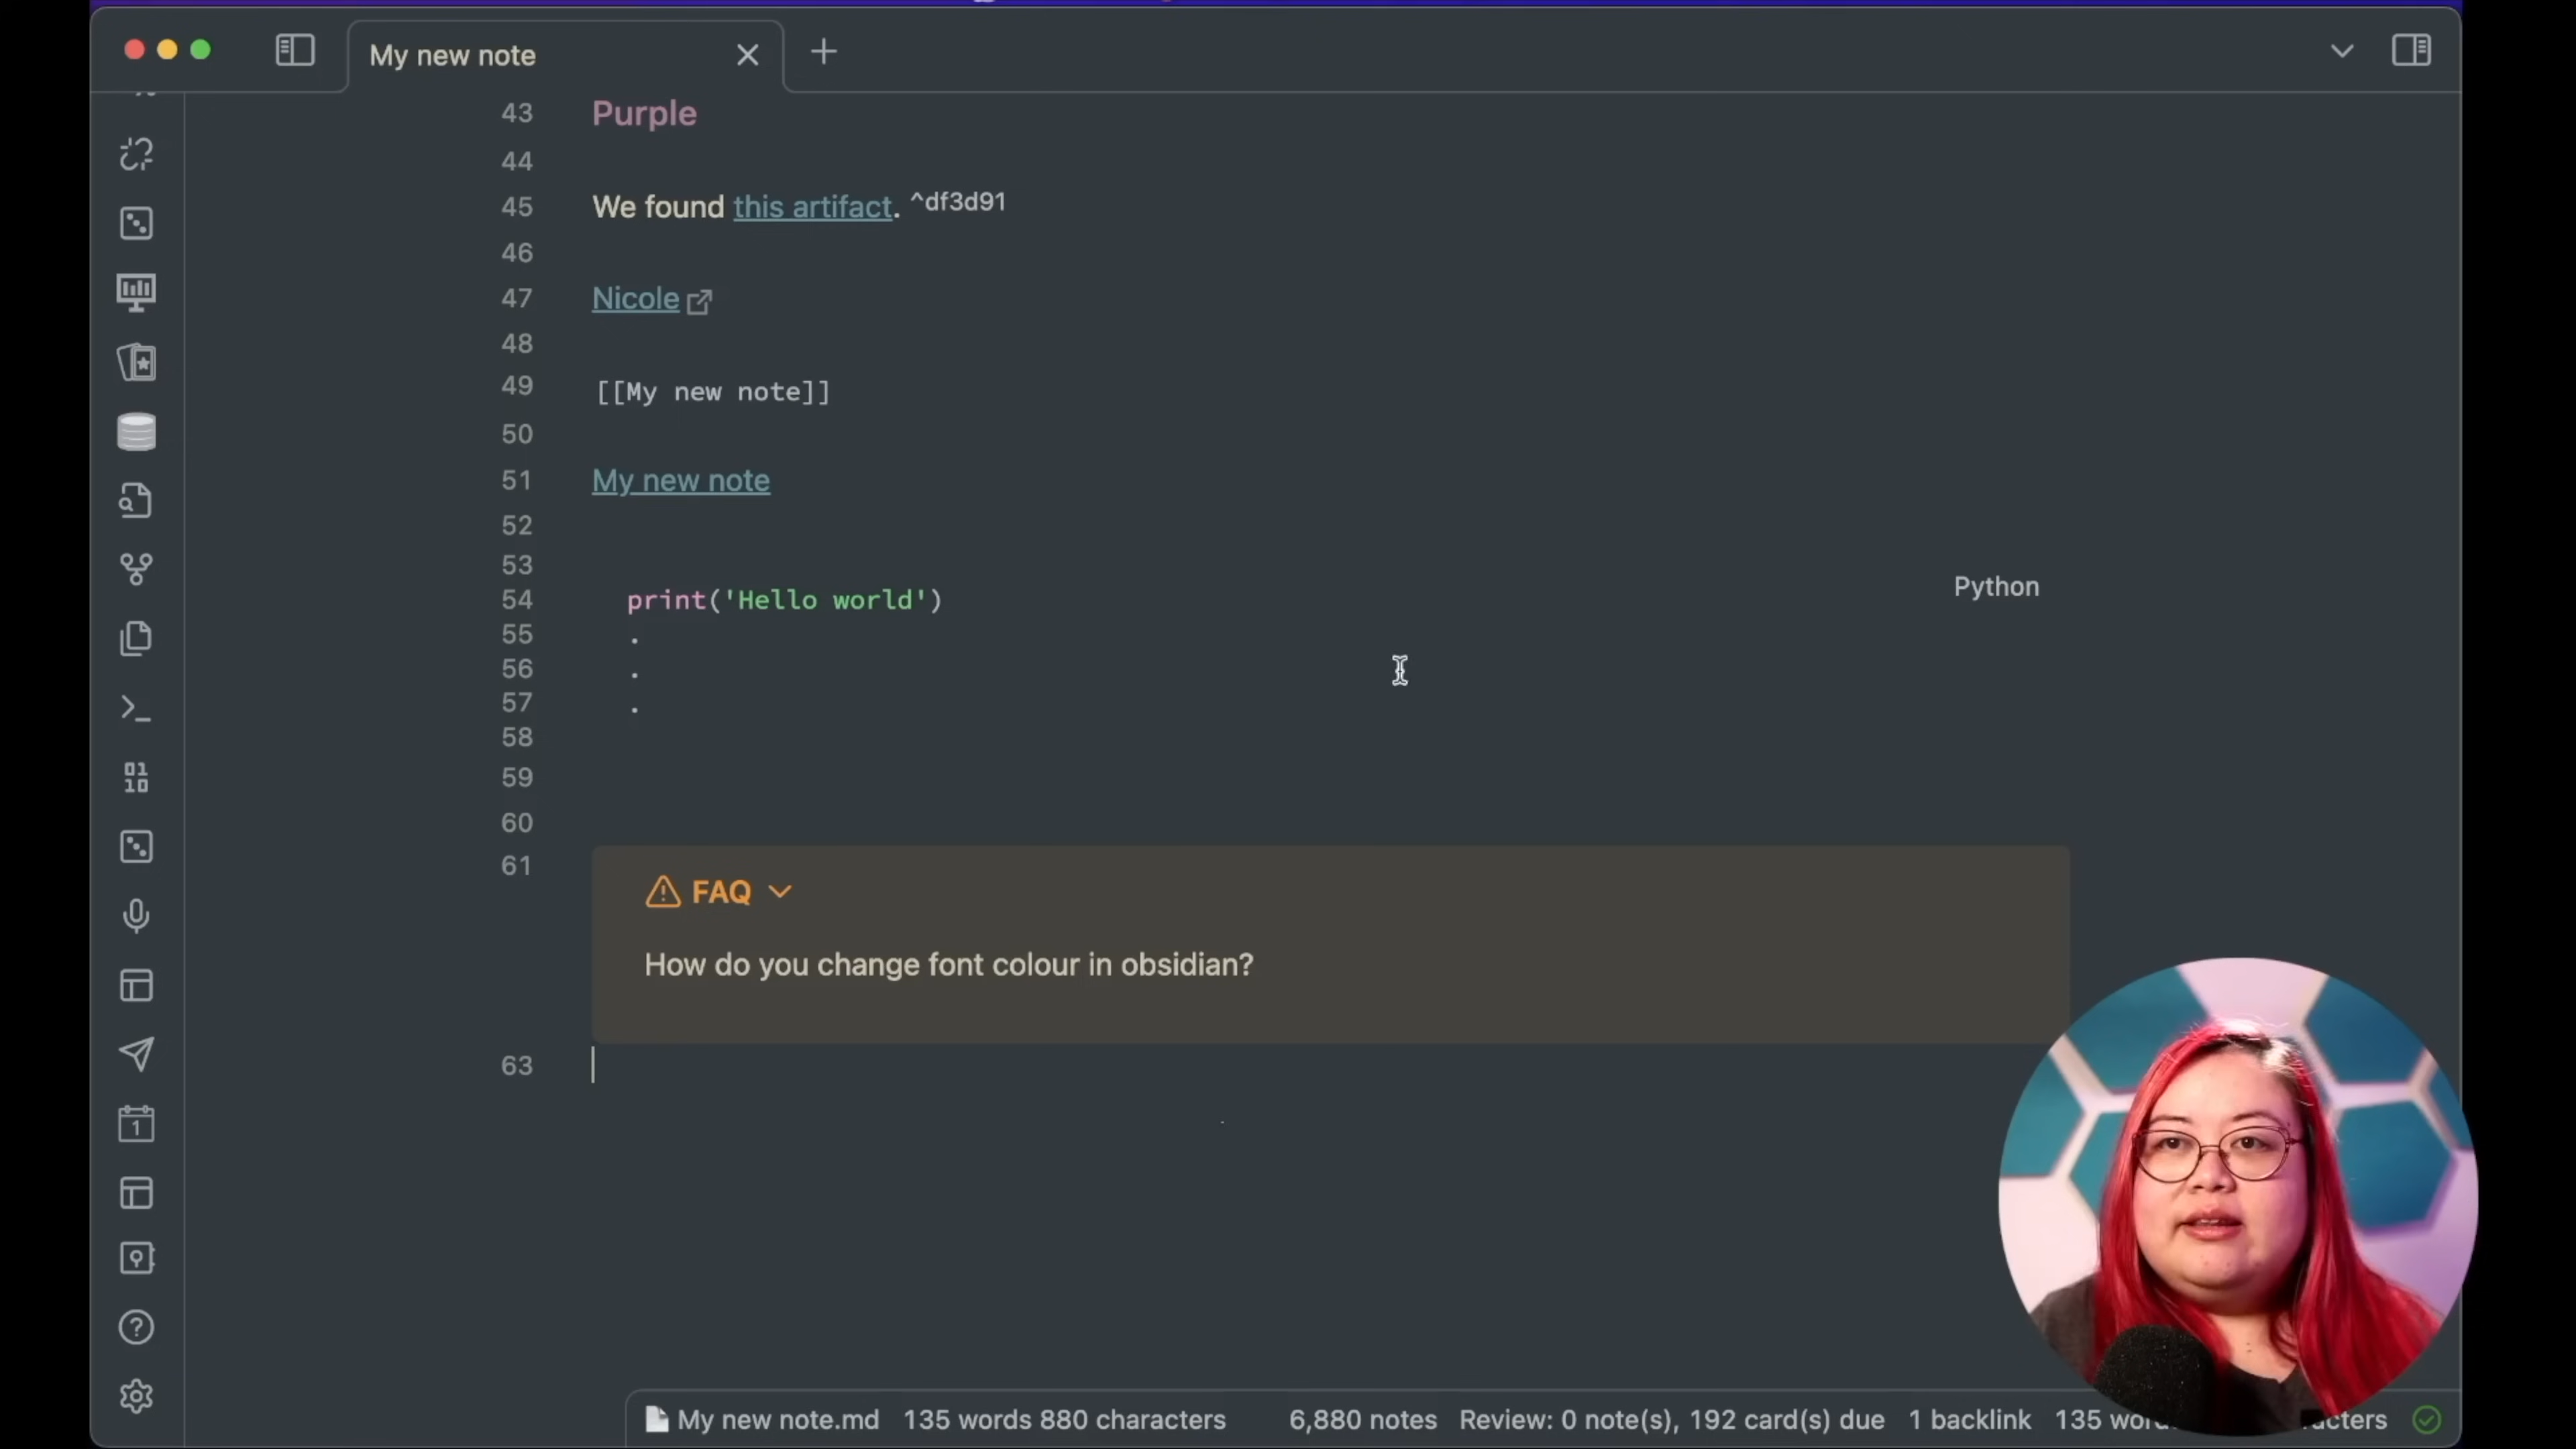 My new note
43 Purple
44
45 We found this artifact. ^df3d91
46
47 Nicole
48
49 [[My new note]]
50
51 My new note
52
53
54 print('Hello world')
Python
55 .
56 .
57 .
58
59
60
61 FAQ
How do you change font colour in obsidian?
63
My new note.md 135 words 880 characters 6,880 notes Review: 0 note(s), 192 card(s) due 1 backlink 135